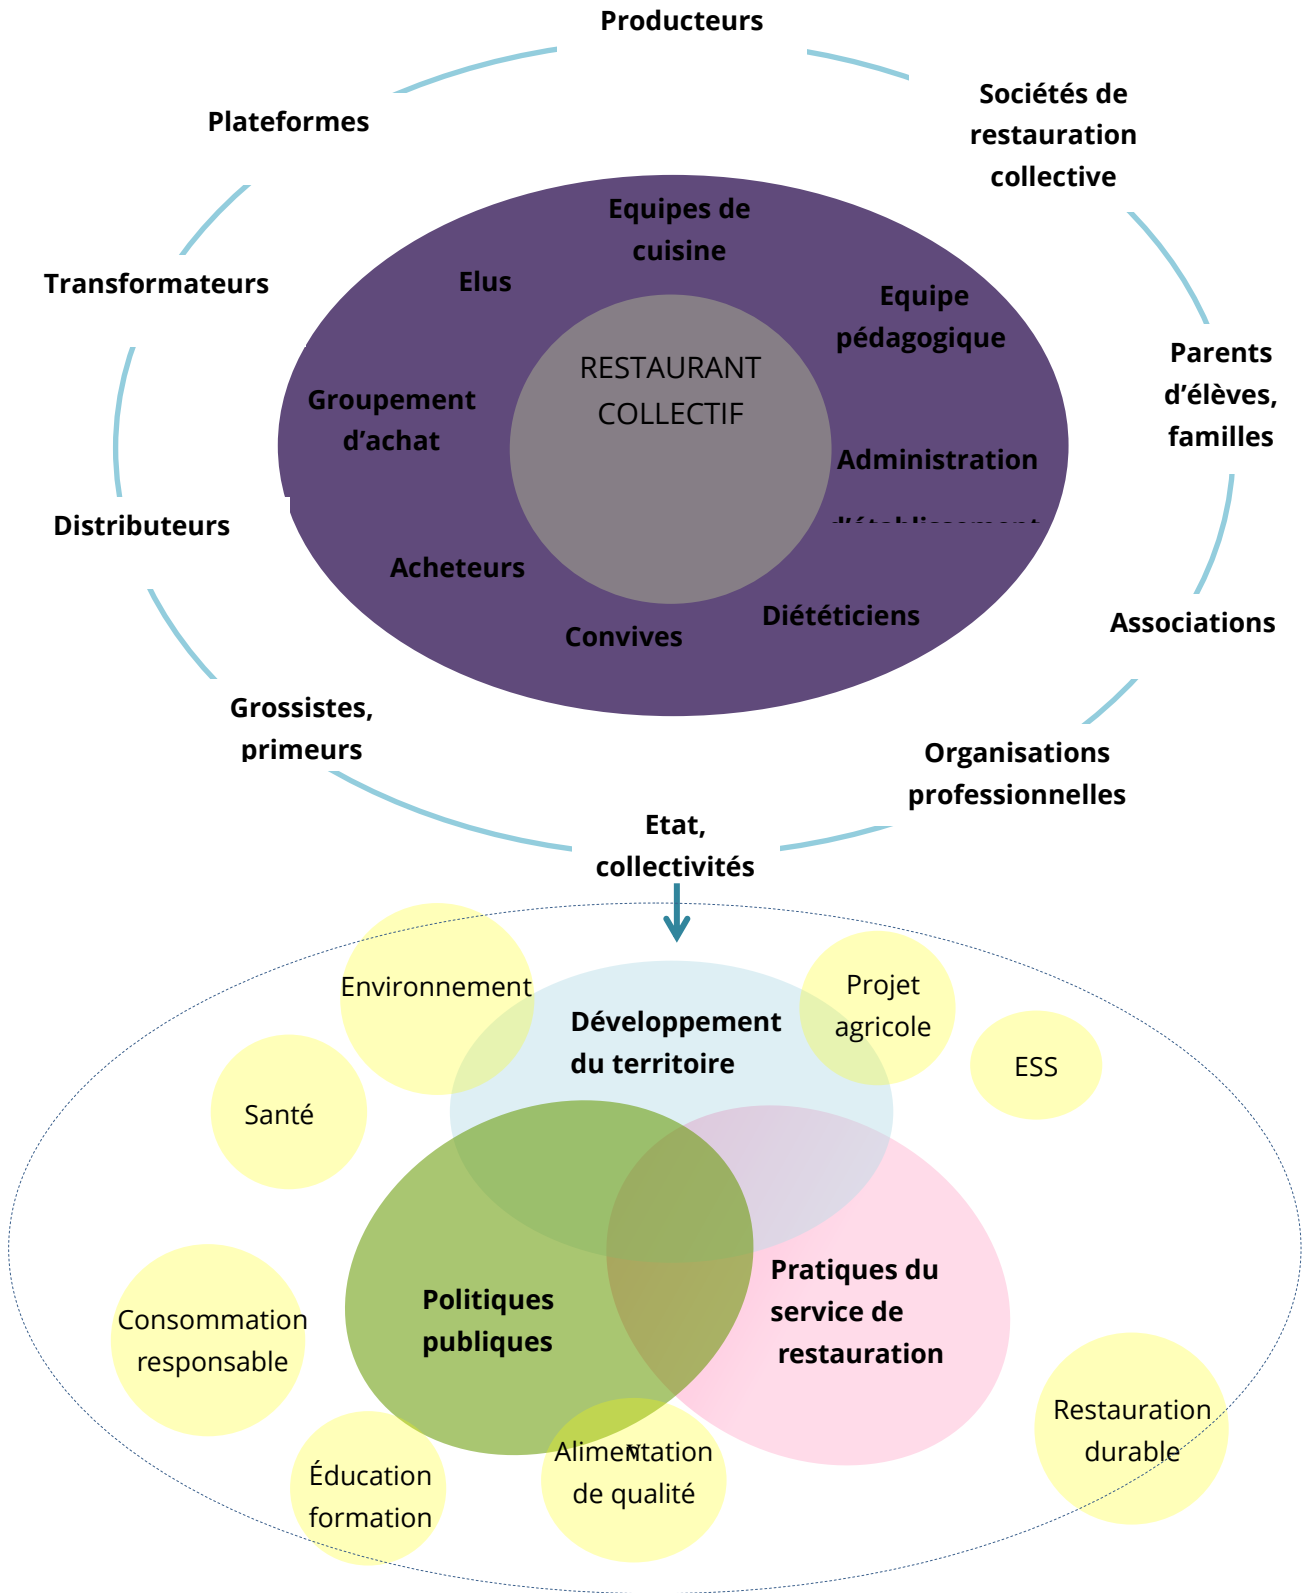 Producteurs
Plateformes
Sociétés de
restauration
collective
Equipes de
cuisine
Elus
Transformateurs
Equipe
pédagogique
RESTAURANT
COLLECTIF
Parents
d’élèves,
familles
Groupement
d’achat
Administration
d’établissement
Distributeurs
Acheteurs
Convives
Diététiciens
Associations
Grossistes,
primeurs
Organisations
professionnelles
Etat,
collectivités
Environnement
Développement
du territoire
Projet
agricole
ESS
Santé
Politiques
publiques
Pratiques du
service de
restauration
Consommation
responsable
Restauration
durable
Éducation
formation
Alimentation
de qualité